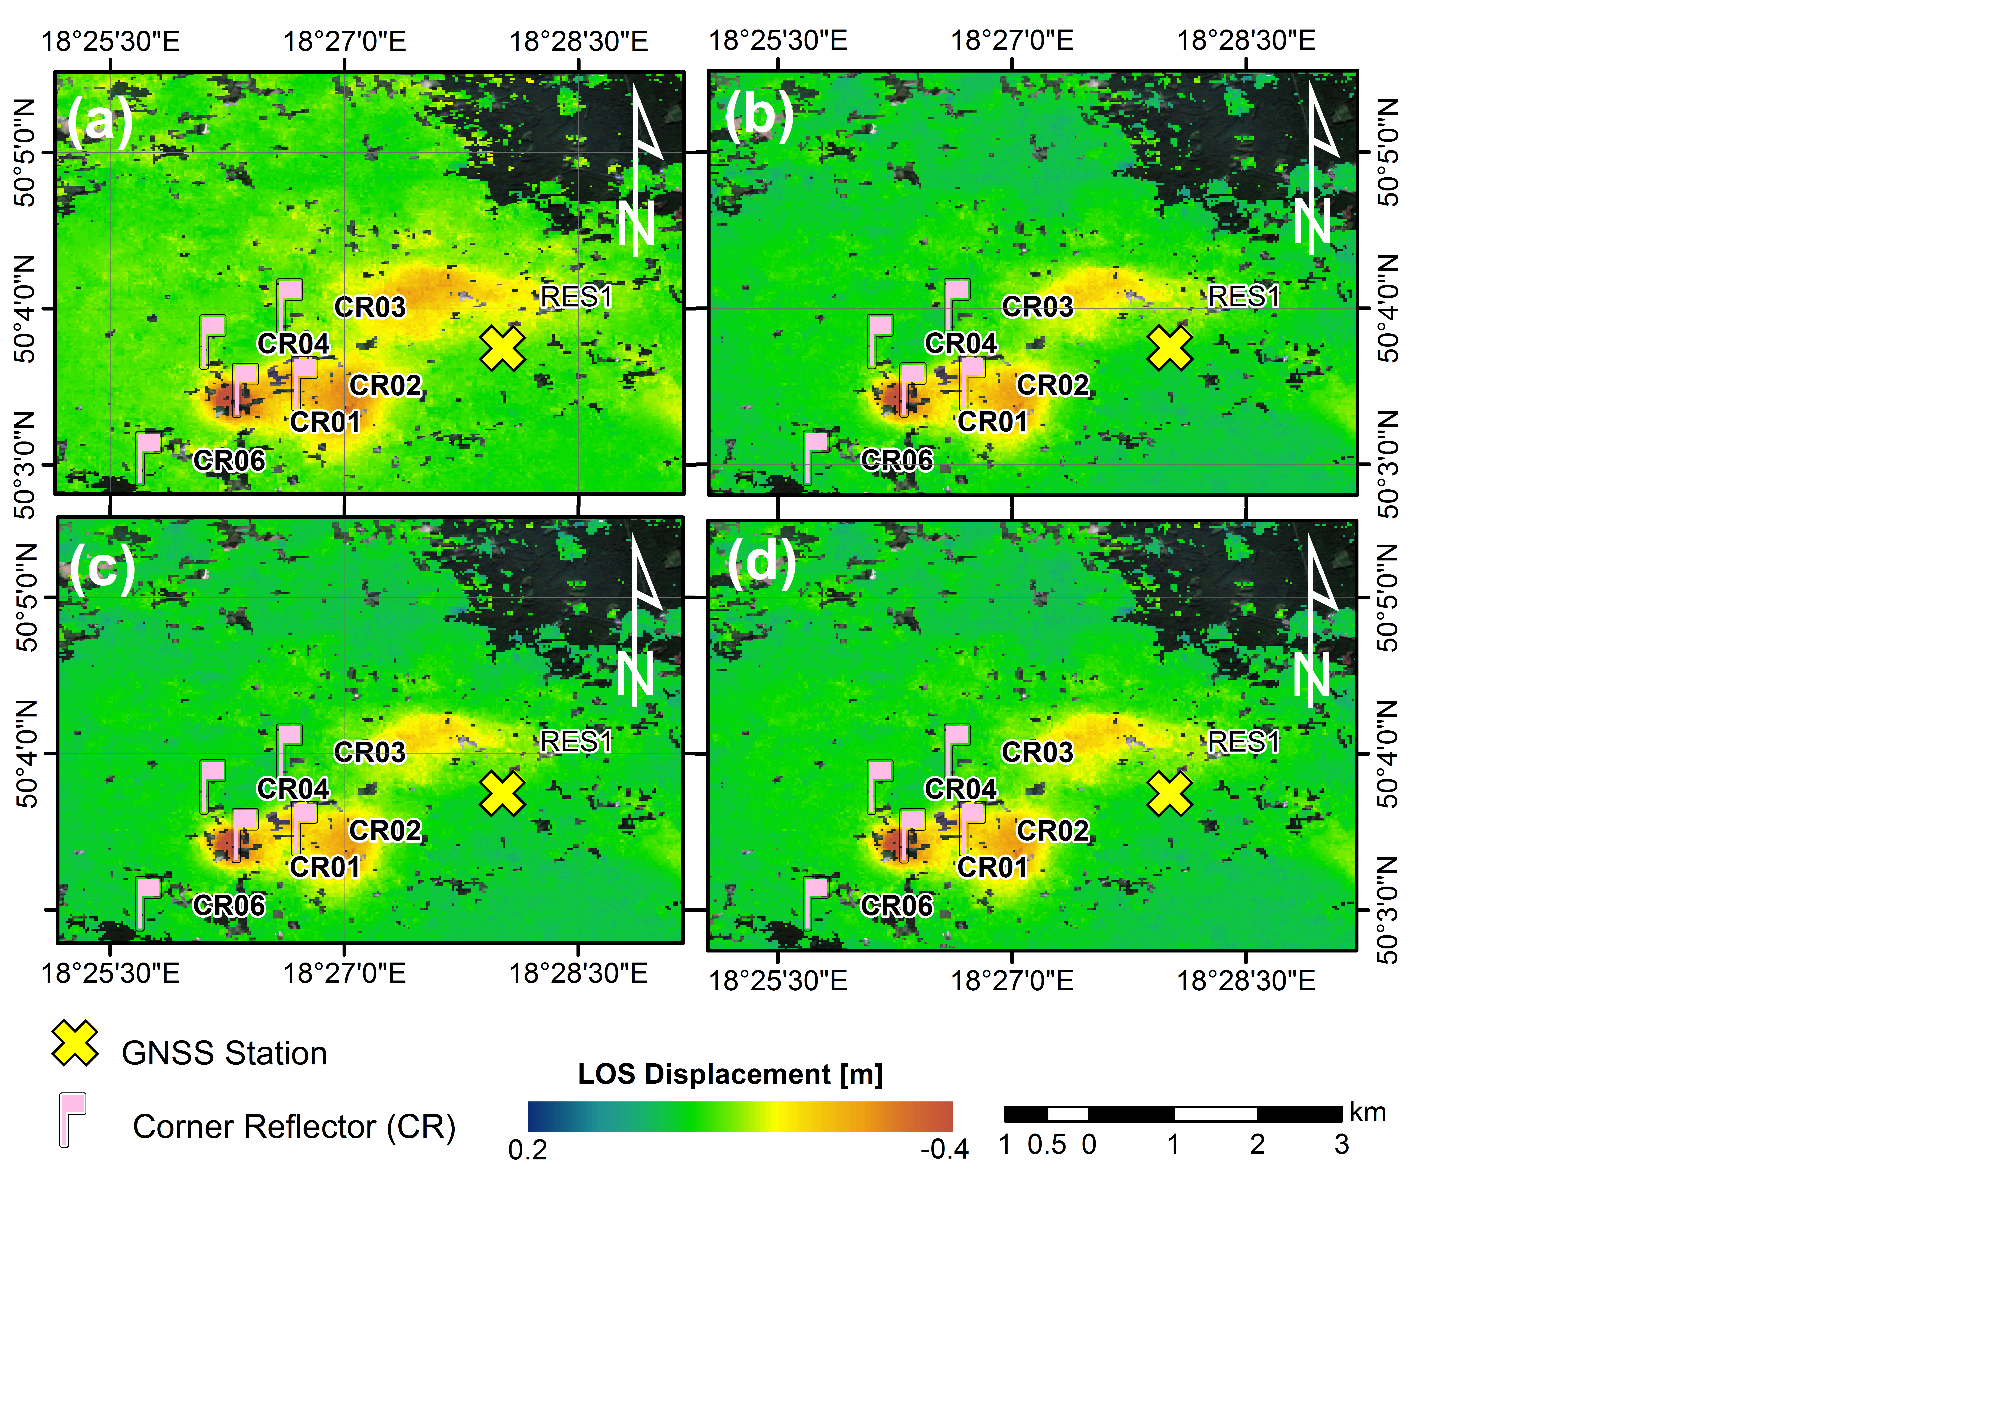 18°25'30"E 18°27'0"E 18°28'30"E 18°25'30"E 18°27'0"E 18°28'30"E
(a)
50°5'0"N
50°4'0"N
50°3'0"N
N
CR03
RES1
CR04
CR02
CR01
CR06
(b)
50°5'0"N
50°4'0"N
50°3'0"N
N
CR03
RES1
CR04
CR02
CR01
CR06
(c)
50°5'0"N
50°4'0"N
N
CR03
RES1
CR04
CR02
CR01
CR06
(d)
50°5'0"N
50°4'0"N
50°3'0"N
N
CR03
RES1
CR04
CR02
CR01
CR06
18°25'30"E 18°27'0"E 18°28'30"E 18°25'30"E 18°27'0"E 18°28'30"E
GNSS Station
Corner Reflector (CR)
LOS Displacement [m]
0.2 -0.4
km
1 0.5 0 1 2 3